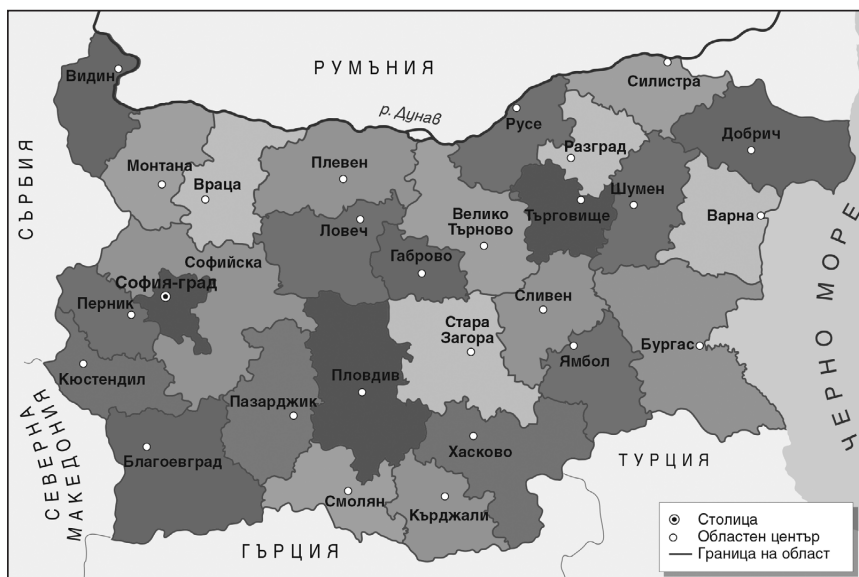 РУМЪНИЯ
р. Дунав
СЪРБИЯ
СЕВЕРНА
МАКЕДОНИЯ
ГЪРЦИЯ
ТУРЦИЯ
ЧЕРНО МОРЕ
Видин
Монтана
Враца
Плевен
Ловеч
Габрово
Велико
Търново
Русе
Разград
Силистра
Добрич
Шумен
Търговище
Варна
Софийска
София-град
Перник
Кюстендил
Благоевград
Пазарджик
Пловдив
Стара
Загора
Сливен
Ямбол
Бургас
Хасково
Смолян
Кърджали
Столица
Областен център
Граница на област